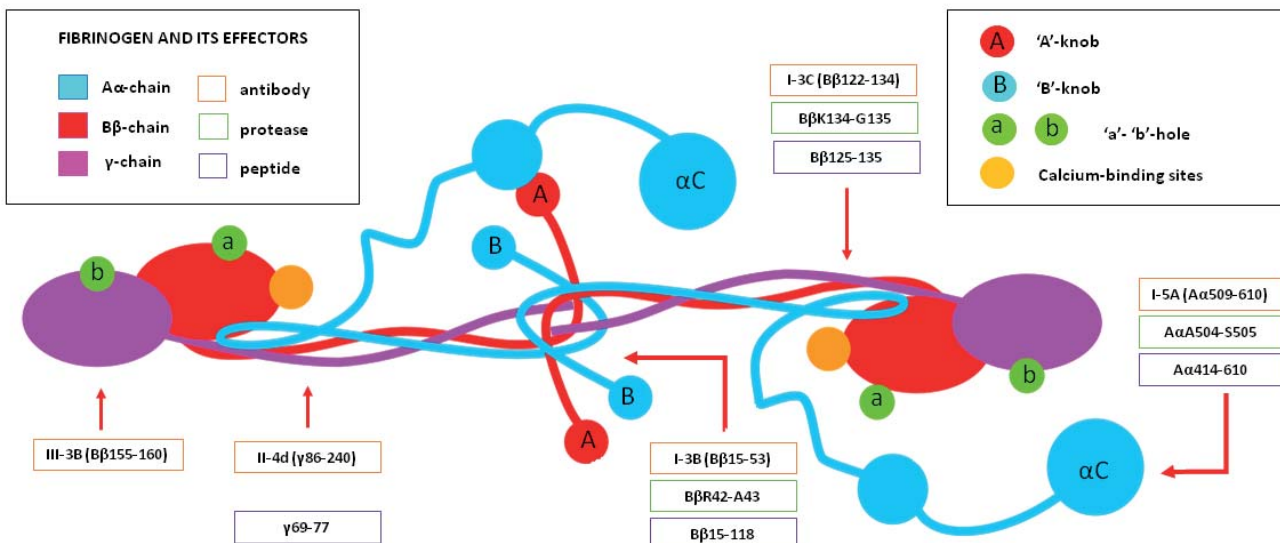 FIBRINOGEN AND ITS EFFECTORS
Aα-chain
antibody
Bβ-chain
protease
γ-chain
peptide
A
'A'-knob
B
'B'-knob
a
b
'a'- 'b'-hole
Calcium-binding sites
I-3C (Bβ122-134)
BβK134-G135
Bβ125-135
αC
A
B
a
b
I-5A (Aα509-610)
AαA504-S505
Aα414-610
b
a
B
A
αC
III-3B (Bβ155-160)
II-4d (γ86-240)
γ69-77
I-3B (Bβ15-53)
BβR42-A43
Bβ15-118